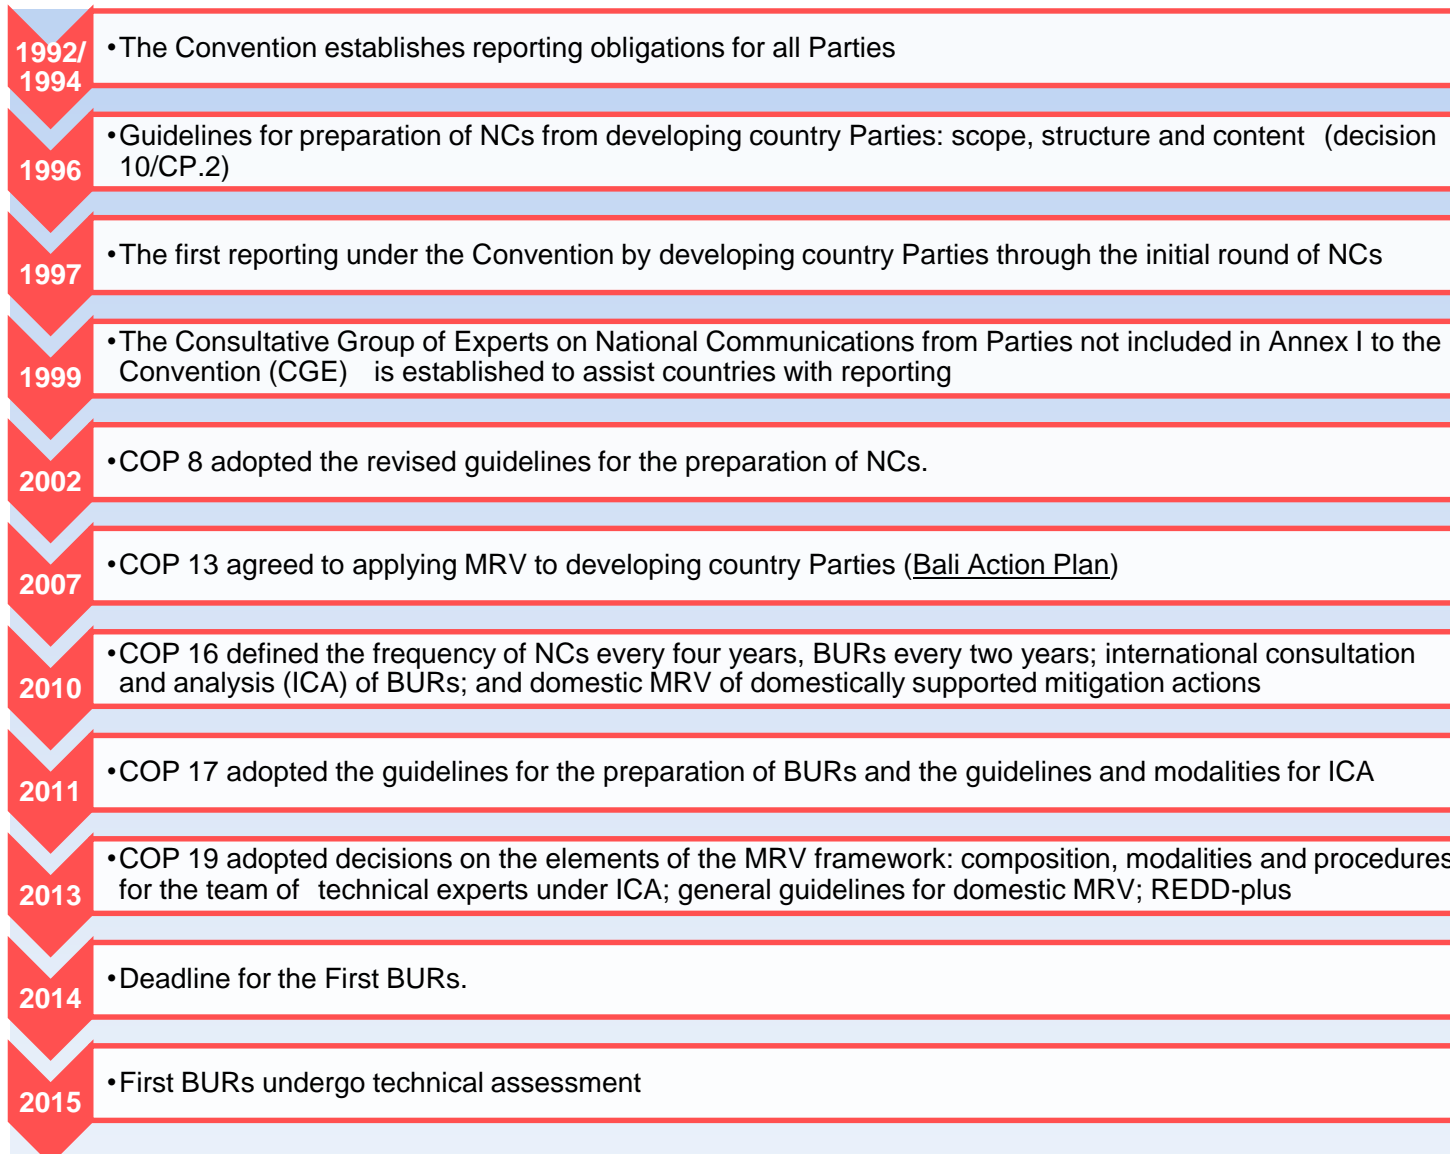 1992/
1994
•The Convention establishes reporting obligations for all Parties
1996
•Guidelines for preparation of NCs from developing country Parties: scope, structure and content (decision
10/CP.2)
1997
•The first reporting under the Convention by developing country Parties through the initial round of NCs
1999
•The Consultative Group of Experts on National Communications from Parties not included in Annex I to the
Convention (CGE) is established to assist countries with reporting
2002
•COP 8 adopted the revised guidelines for the preparation of NCs.
2007
•COP 13 agreed to applying MRV to developing country Parties (Bali Action Plan)
2010
•COP 16 defined the frequency of NCs every four years, BURs every two years; international consultation
and analysis (ICA) of BURs; and domestic MRV of domestically supported mitigation actions
2011
•COP 17 adopted the guidelines for the preparation of BURs and the guidelines and modalities for ICA
2013
•COP 19 adopted decisions on the elements of the MRV framework: composition, modalities and procedures
for the team of technical experts under ICA; general guidelines for domestic MRV; REDD-plus
2014
•Deadline for the First BURs.
2015
•First BURs undergo technical assessment